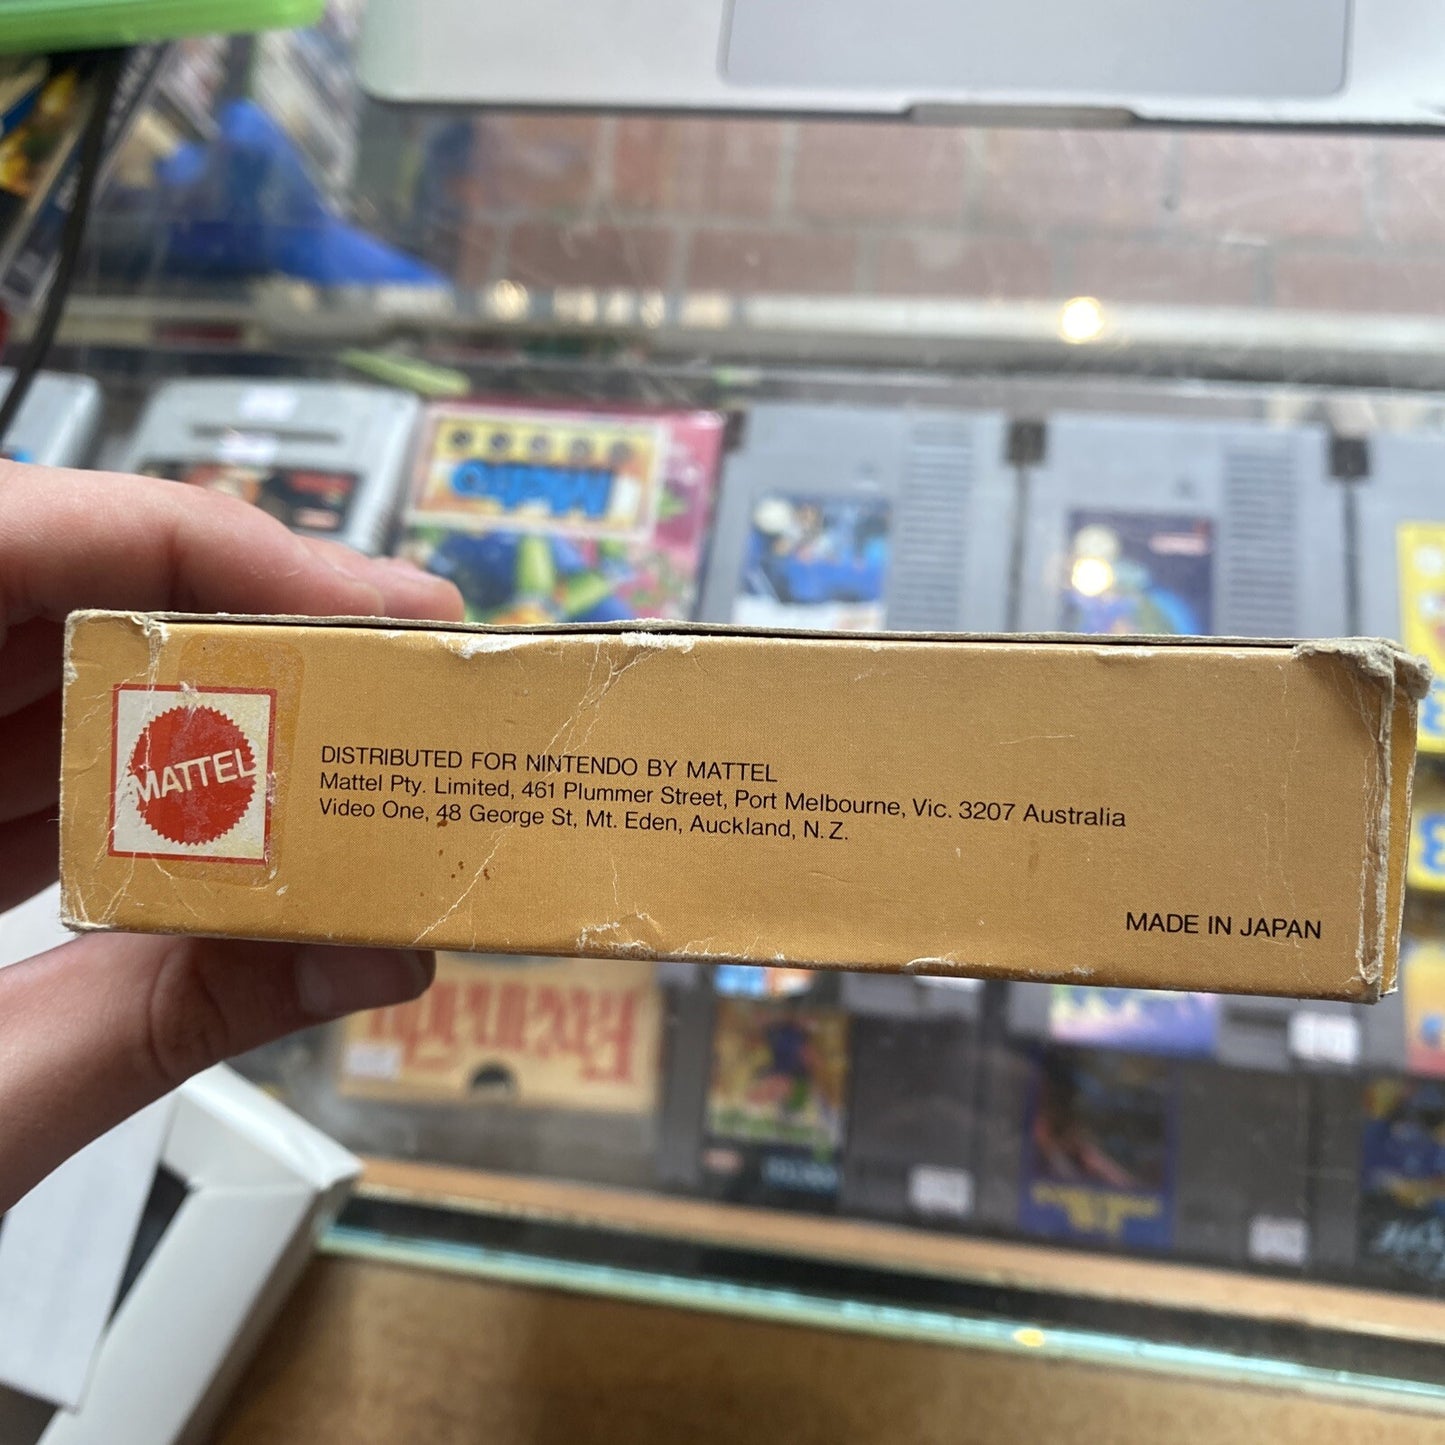 MATTEL
DISTRIBUTED FOR NINTENDO BY MATTEL
Mattel Pty. Limited, 461 Plummer Street, Port Melbourne, Vic. 3207 Australia
Video One, 48 George St, Mt. Eden, Auckland, N.Z.
MADE IN JAPAN